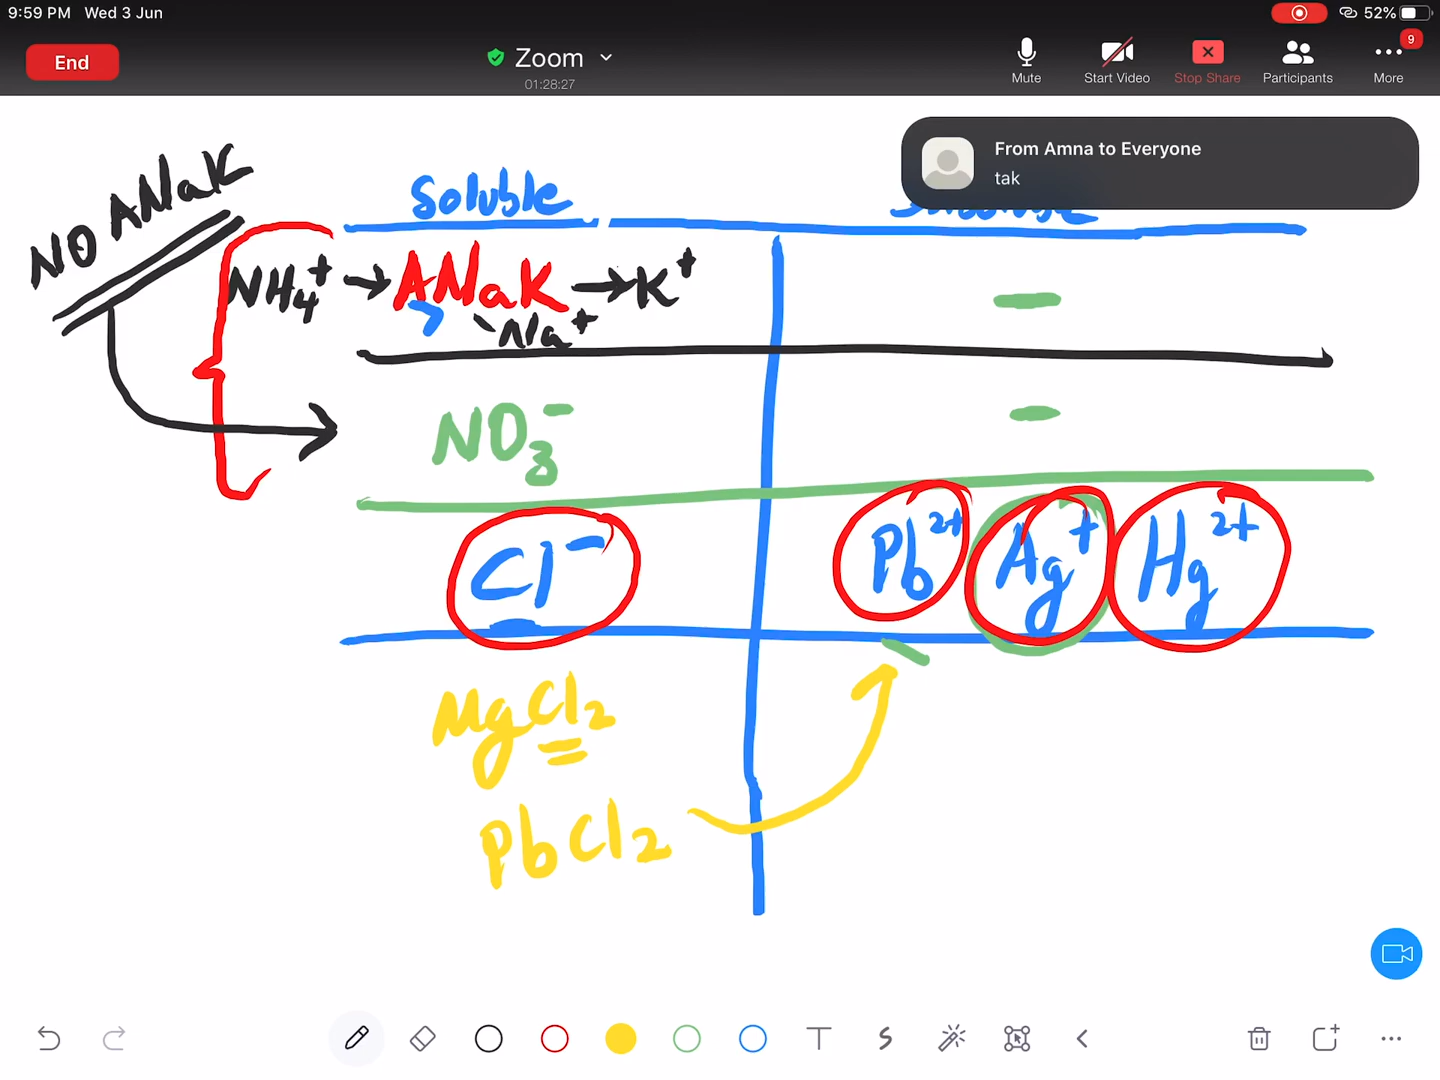 9:59 PM Wed 3 Jun
52%
End
Zoom
01:28:27
Mute
Start Video
Stop Share
Participants
More
9
From Amna to Everyone
tak
NO ANaK
Soluble
NH₄⁺ → ANaK → K⁺
Na⁺
-
NO₃⁻
-
Cl⁻
Pb²⁺ Ag⁺ Hg²⁺
MgCl₂
PbCl₂
T